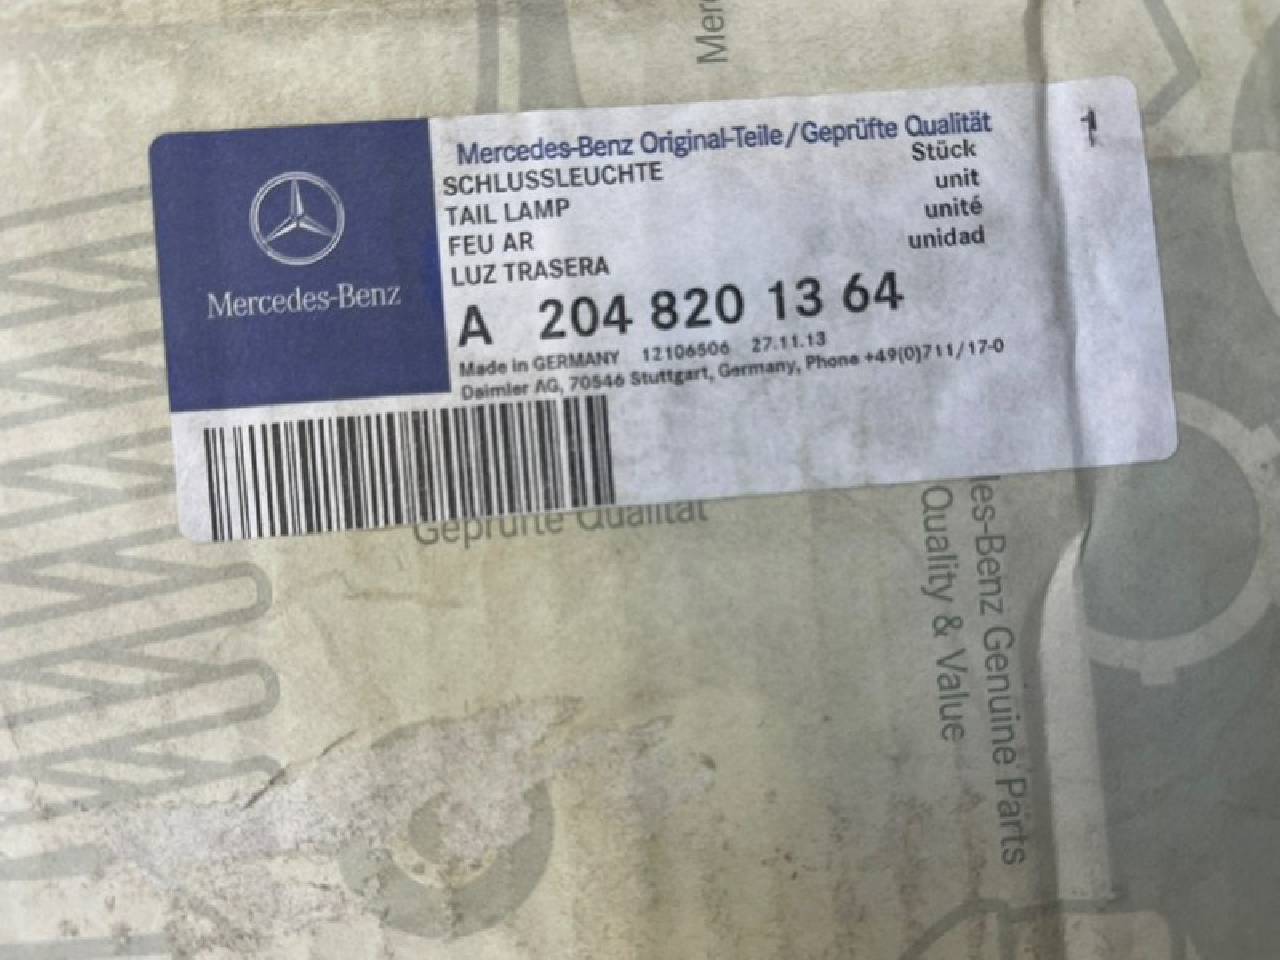 Mer
Mercedes-Benz
Mercedes-Benz Original-Teile/Geprüfte Qualität
SCHLUSSLEUCHTE Stück 1
TAIL LAMP unit
FEU AR unité
LUZ TRASERA unidad
A 204 820 13 64
Made in GERMANY 12106506 27.11.13
Daimler AG, 70546 Stuttgart, Germany, Phone +49(0)711/17-0
Geprüfte Qualität
des-Benz Genuine Parts
Quality & Value